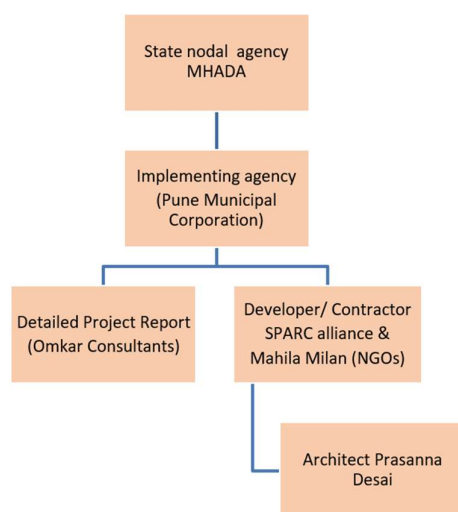 State nodal agency
MHADA
Implementing agency
(Pune Municipal
Corporation)
Detailed Project Report
(Omkar Consultants)
Developer/ Contractor
SPARC alliance &
Mahila Milan (NGOs)
Architect Prasanna
Desai